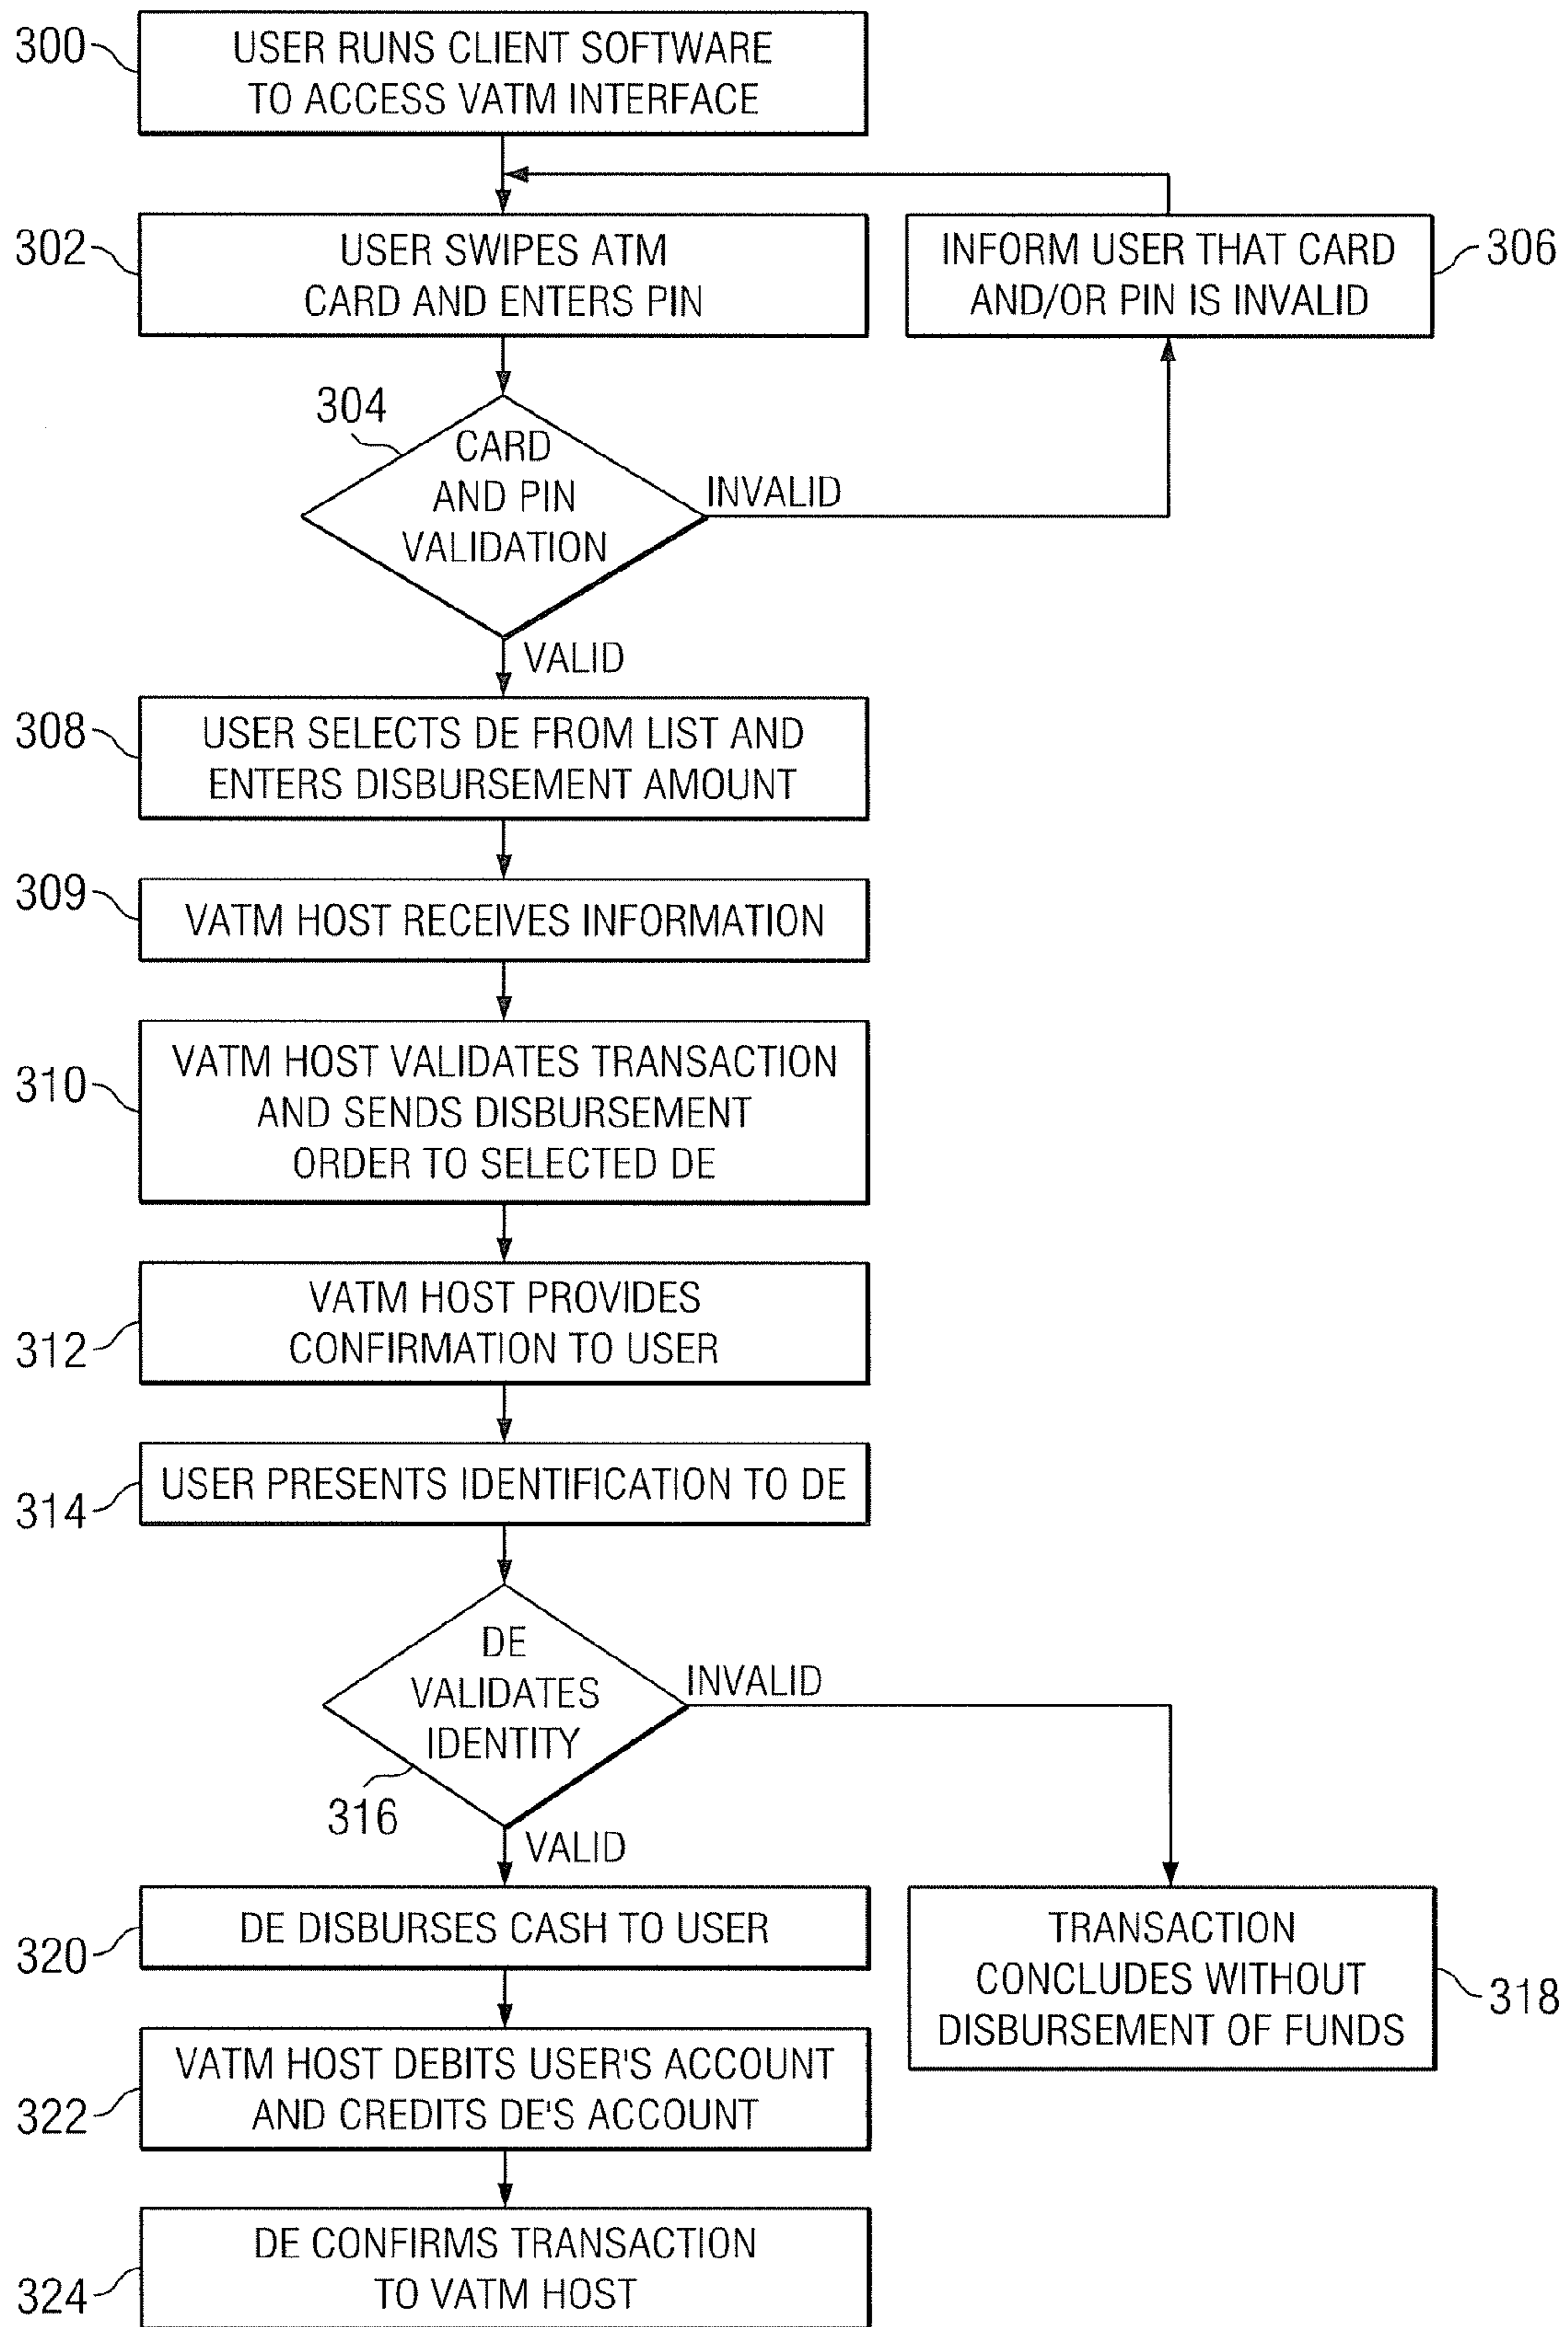 300
USER RUNS CLIENT SOFTWARE
TO ACCESS VATM INTERFACE
302
USER SWIPES ATM
CARD AND ENTERS PIN
INFORM USER THAT CARD
AND/OR PIN IS INVALID
306
304
CARD
AND PIN
VALIDATION
INVALID
VALID
308
USER SELECTS DE FROM LIST AND
ENTERS DISBURSEMENT AMOUNT
309
VATM HOST RECEIVES INFORMATION
310
VATM HOST VALIDATES TRANSACTION
AND SENDS DISBURSEMENT
ORDER TO SELECTED DE
312
VATM HOST PROVIDES
CONFIRMATION TO USER
314
USER PRESENTS IDENTIFICATION TO DE
DE
VALIDATES
IDENTITY
INVALID
316
VALID
320
DE DISBURSES CASH TO USER
TRANSACTION
CONCLUDES WITHOUT
DISBURSEMENT OF FUNDS
318
322
VATM HOST DEBITS USER'S ACCOUNT
AND CREDITS DE'S ACCOUNT
324
DE CONFIRMS TRANSACTION
TO VATM HOST